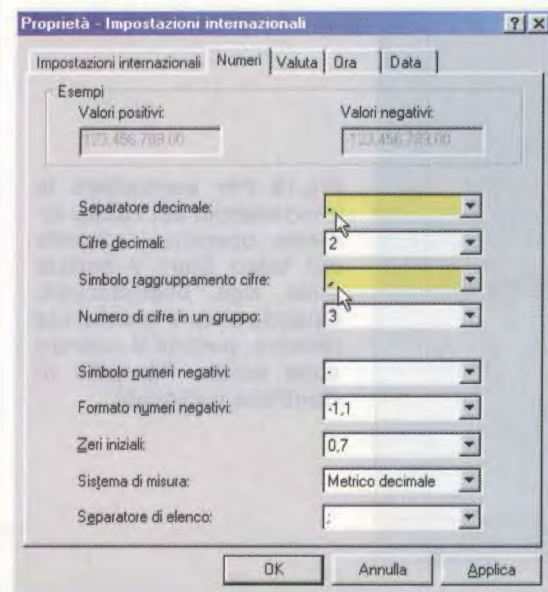 Proprietà - Impostazioni internazionali
Impostazioni internazionali Numeri Valuta Ora Data
Esempi
Valori positivi: Valori negativi:
123,456,789.00 -123,456,789.00
Separatore decimale: .
Cifre decimali: 2
Simbolo raggruppamento cifre: ,
Numero di cifre in un gruppo: 3
Simbolo numeri negativi: -
Formato numeri negativi: -1,1
Zeri iniziali: 0,7
Sistema di misura: Metrico decimale
Separatore di elenco: ;
OK Annulla Applica